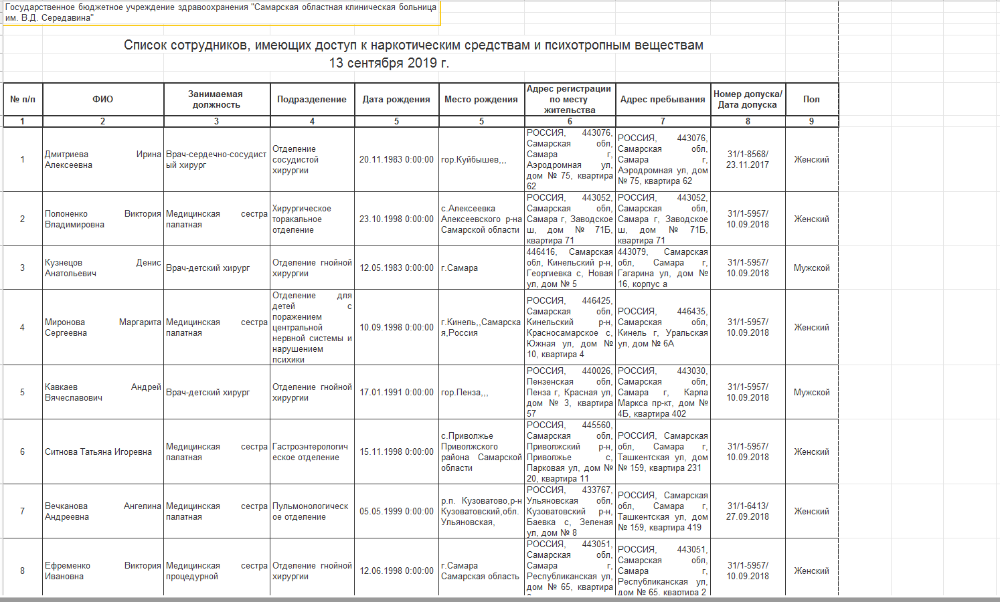 Государственное бюджетное учреждение здравоохранения "Самарская областная клиническая больница
им. В.Д. Середавина"
Список сотрудников, имеющих доступ к наркотическим средствам и психотропным веществам
13 сентября 2019 г.
№ п/п
ФИО
Занимаемая
должность
Подразделение
Дата рождения
Место рождения
Адрес регистрации
по месту
жительства
Адрес пребывания
Номер допуска/
Дата допуска
Пол
1 2 3 4 5 5 6 7 8 9
1
Дмитриева Ирина
Алексеевна
Врач-сердечно-сосудист
ый хирург
Отделение
сосудистой
хирургии
20.11.1983 0:00:00
гор.Куйбышев,,,
РОССИЯ, 443076,
Самарская обл,
Самара г,
Аэродромная ул,
дом № 75, квартира
62
РОССИЯ, 443076,
Самарская обл,
Самара г,
Аэродромная ул, дом
№ 75, квартира 62
31/1-8568/
23.11.2017
Женский
2
Полоненко Виктория
Владимировна
Медицинская сестра
палатная
Хирургическое
торакальное
отделение
23.10.1998 0:00:00
с.Алексеевка
Алексеевского р-на
Самарской области
РОССИЯ, 443052,
Самарская обл,
Самара г, Заводское
ш, дом № 71Б,
квартира 71
РОССИЯ, 443052,
Самарская обл,
Самара г, Заводское
ш, дом № 71Б,
квартира 71
31/1-5957/
10.09.2018
Женский
3
Кузнецов Денис
Анатольевич
Врач-детский хирург
Отделение гнойной
хирургии
12.05.1983 0:00:00
г.Самара
446416, Самарская
обл, Кинельский р-н,
Георгиевка с, Новая
ул, дом № 5
443079, Самарская
обл, Самара г,
Гагарина ул, дом №
16, корпус а
31/1-5957/
10.09.2018
Мужской
4
Миронова Маргарита
Сергеевна
Медицинская сестра
палатная
Отделение для
детей с
поражением
центральной
нервной системы и
нарушением
психики
10.09.1998 0:00:00
г.Кинель,,Самарска
я,Россия
РОССИЯ, 446425,
Самарская обл,
Кинельский р-н,
Красносамарское с,
Южная ул, дом №
10, квартира 4
РОССИЯ, 446435,
Самарская обл,
Кинель г, Уральская
ул, дом № 6А
31/1-5957/
10.09.2018
Женский
5
Кавкаев Андрей
Вячеславович
Врач-детский хирург
Отделение гнойной
хирургии
17.01.1991 0:00:00
гор.Пенза,,,
РОССИЯ, 440026,
Пензенская обл,
Пенза г, Красная ул,
дом № 3, квартира
57
РОССИЯ, 443030,
Самарская обл,
Самара г, Карла
Маркса пр-кт, дом №
4Б, квартира 402
31/1-5957/
10.09.2018
Мужской
6
Ситнова Татьяна Игоревна
Медицинская сестра
палатная
Гастроэнтерологич
еское отделение
15.11.1998 0:00:00
с.Приволжье
Приволжского
района Самарской
области
РОССИЯ, 445560,
Самарская обл,
Приволжский р-н,
Приволжье с,
Парковая ул, дом №
20, квартира 11
РОССИЯ, Самарская
обл, Самара г,
Ташкентская ул, дом
№ 159, квартира 231
31/1-5957/
10.09.2018
Женский
7
Вечканова Ангелина
Андреевна
Медицинская сестра
палатная
Пульмонологическ
ое отделение
05.05.1999 0:00:00
р.п. Кузоватово,р-н
Кузоватовский,обл.
Ульяновская,
РОССИЯ, 433767,
Ульяновская обл,
Кузоватовский р-н,
Баевка с, Зеленая
ул, дом № 8
РОССИЯ, Самарская
обл, Самара г,
Ташкентская ул, дом
№ 159, квартира 419
31/1-6413/
27.09.2018
Женский
8
Ефременко Виктория
Ивановна
Медицинская сестра
процедурной
Отделение гнойной
хирургии
12.06.1998 0:00:00
г.Самара
Самарская область
РОССИЯ, 443051,
Самарская обл,
Самара г,
Республиканская ул,
дом № 65, квартира
РОССИЯ, 443051,
Самарская обл,
Самара г,
Республиканская ул,
дом № 65, квартира 2
31/1-5957/
10.09.2018
Женский